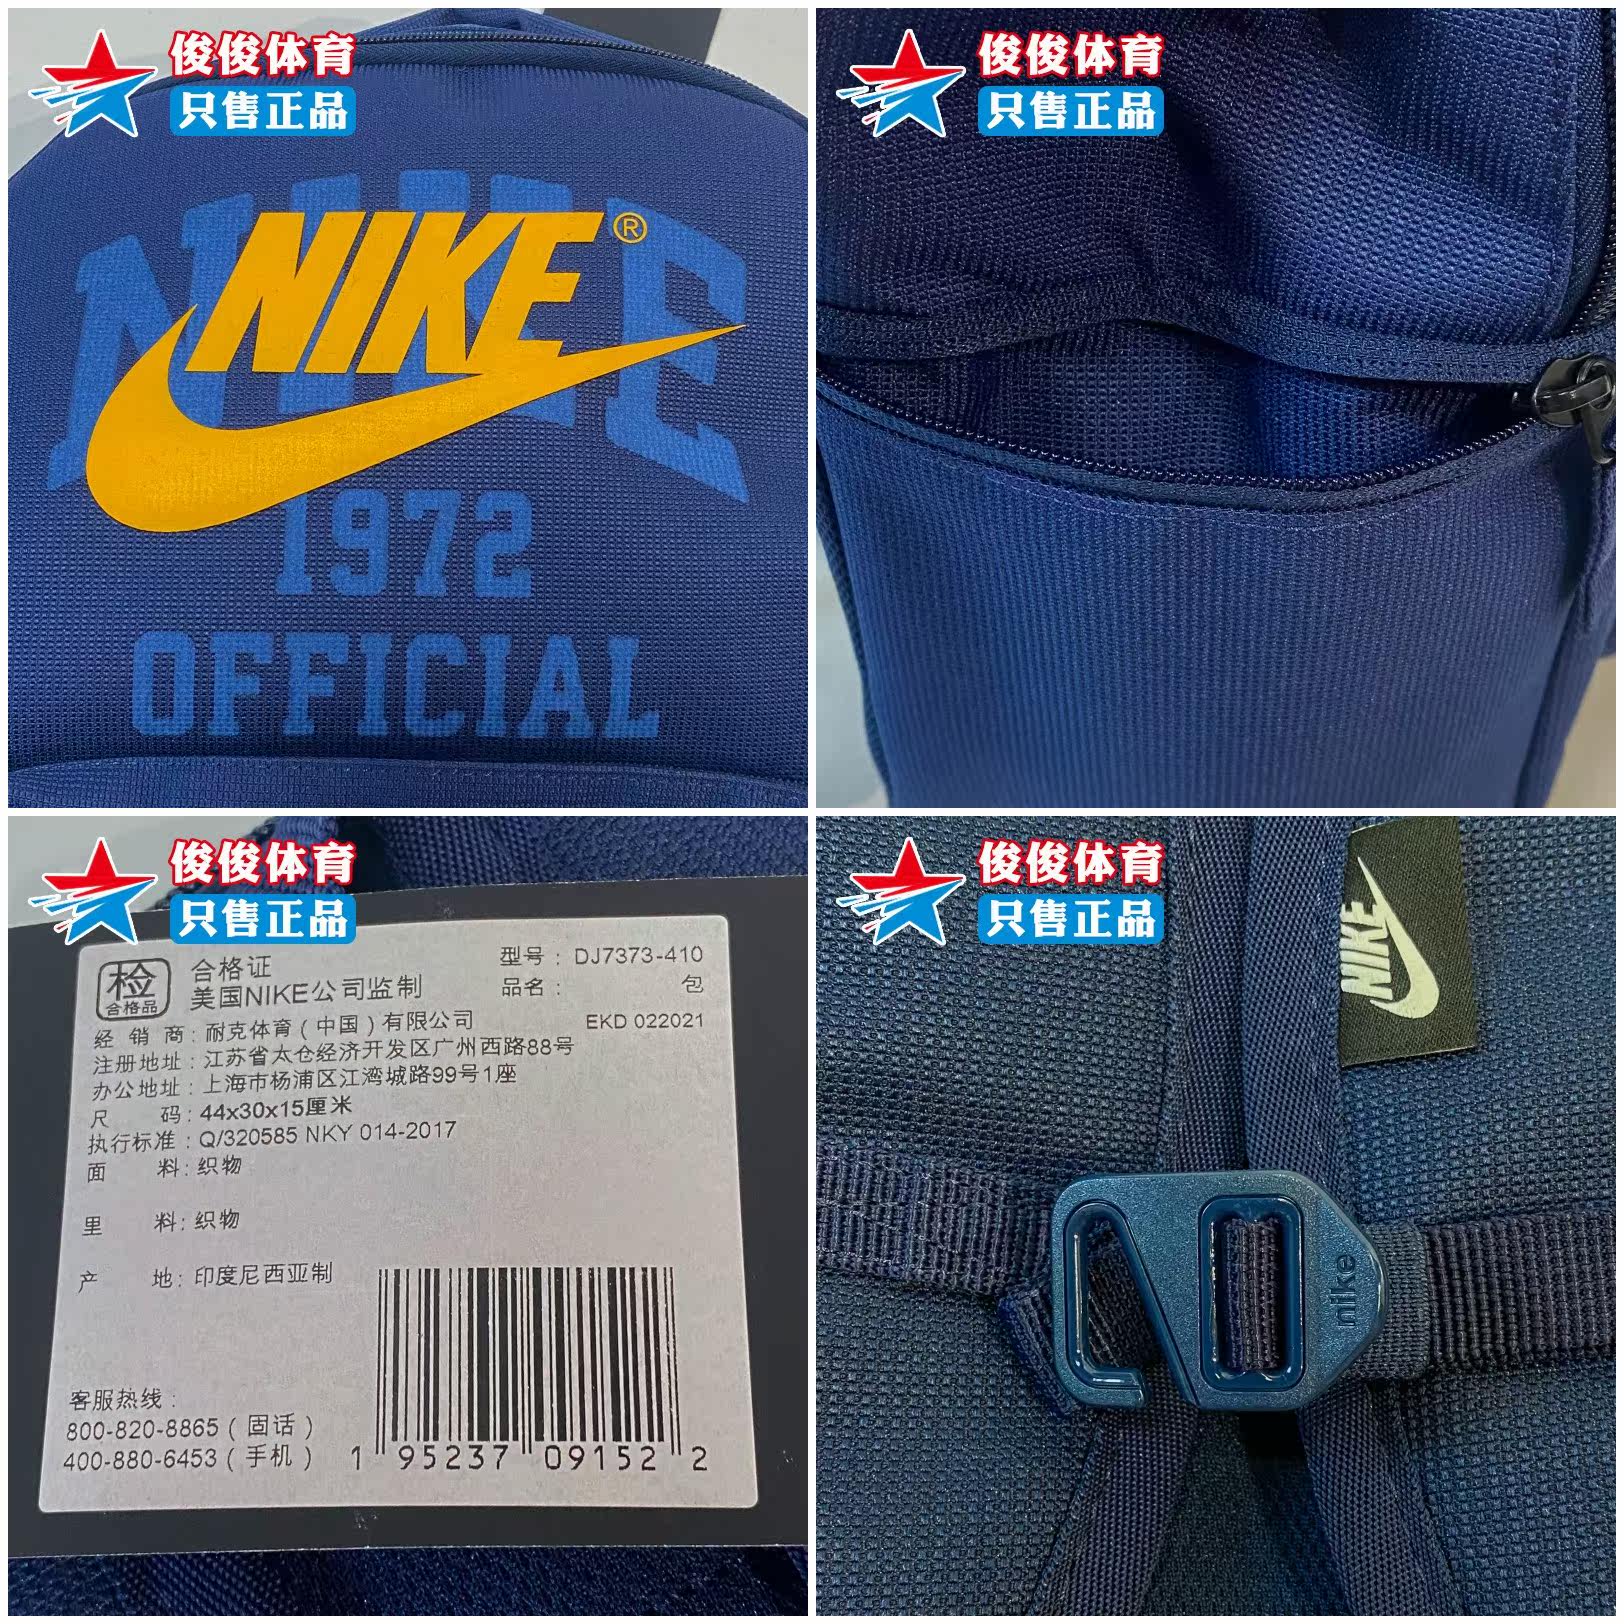 俊俊体育
只售正品
NIKE®
NIKE
1972
OFFICIAL
俊俊体育
只售正品
俊俊体育
只售正品
检
合格品
合格证
美国NIKE公司监制
型号: DJ7373-410
品名: 包
EKD 022021
经销商: 耐克体育(中国)有限公司
注册地址: 江苏省太仓经济开发区广州西路88号
办公地址: 上海市杨浦区江湾城路99号1座
尺码: 44x30x15厘米
执行标准: Q/320585 NKY 014-2017
面料: 织物
里料: 织物
产地: 印度尼西亚制
客服热线:
800-820-8865(固话)
400-880-6453(手机)
1 95237 09152 2
俊俊体育
只售正品
NIKE
nike